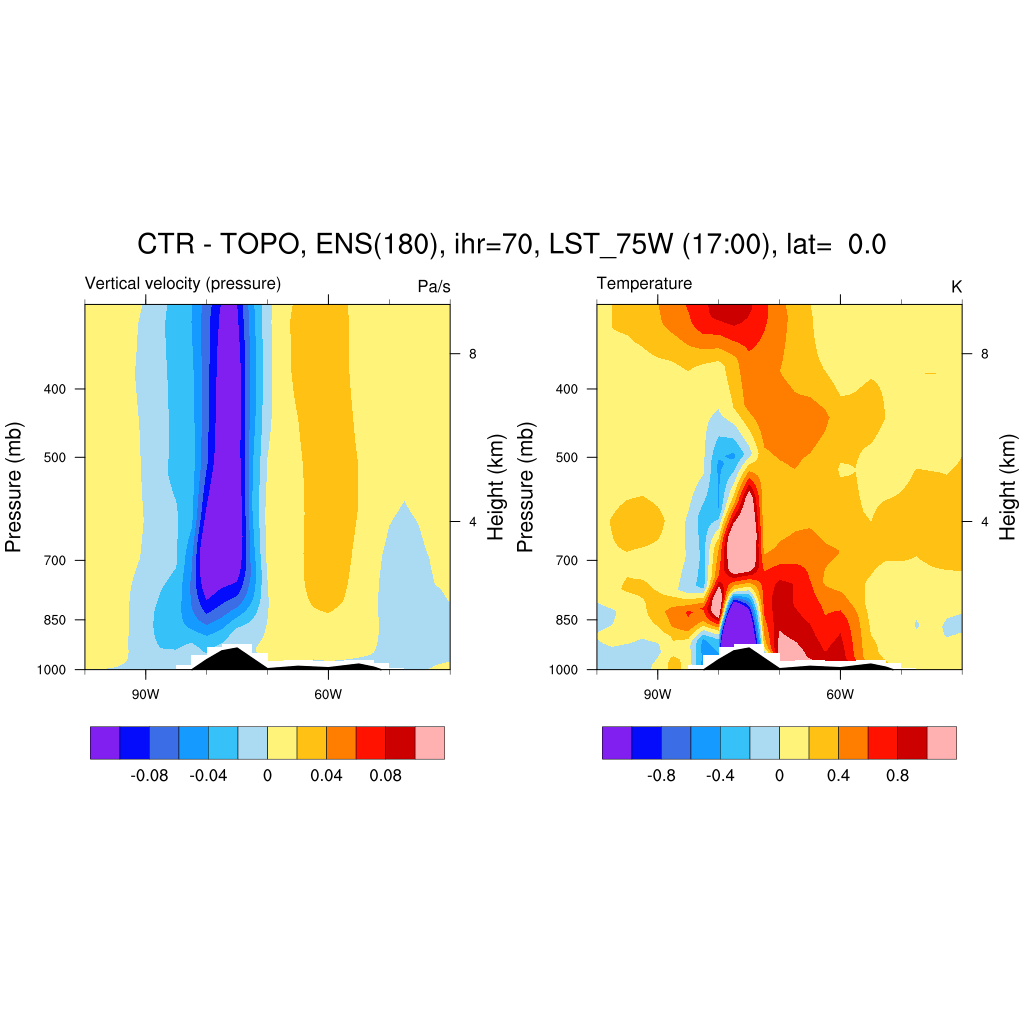 CTR - TOPO, ENS(180), ihr=70, LST_75W (17:00), lat= 0.0
Vertical velocity (pressure)
Pa/s
Pressure (mb)
400
500
700
850
1000
8
4
Height (km)
90W
60W
-0.08
-0.04
0
0.04
0.08
Temperature
K
Pressure (mb)
400
500
700
850
1000
8
4
Height (km)
90W
60W
-0.8
-0.4
0
0.4
0.8